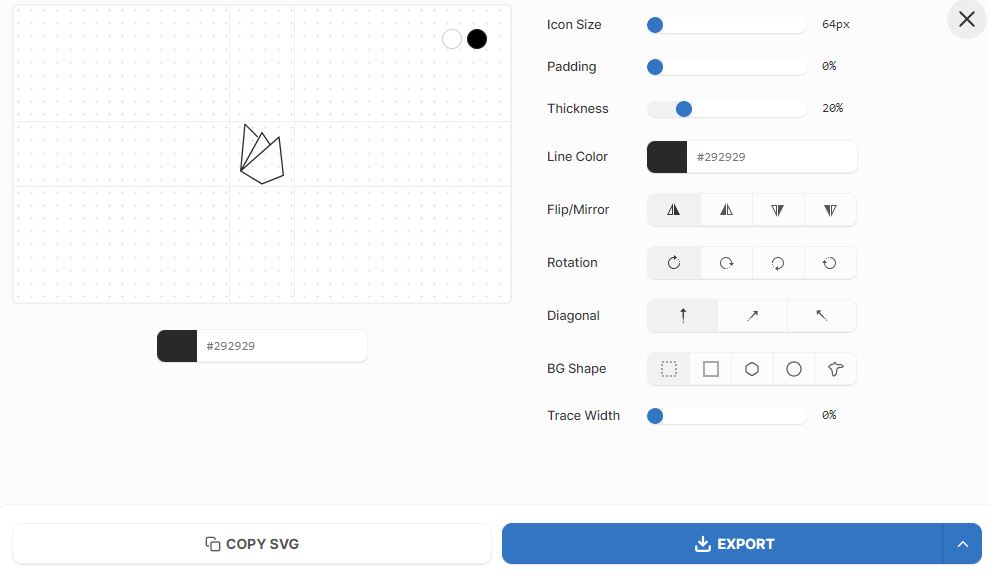 Icon Size 64px
Padding 0%
Thickness 20%
Line Color #292929
Flip/Mirror
Rotation
Diagonal
#292929
BG Shape
Trace Width 0%
COPY SVG
EXPORT